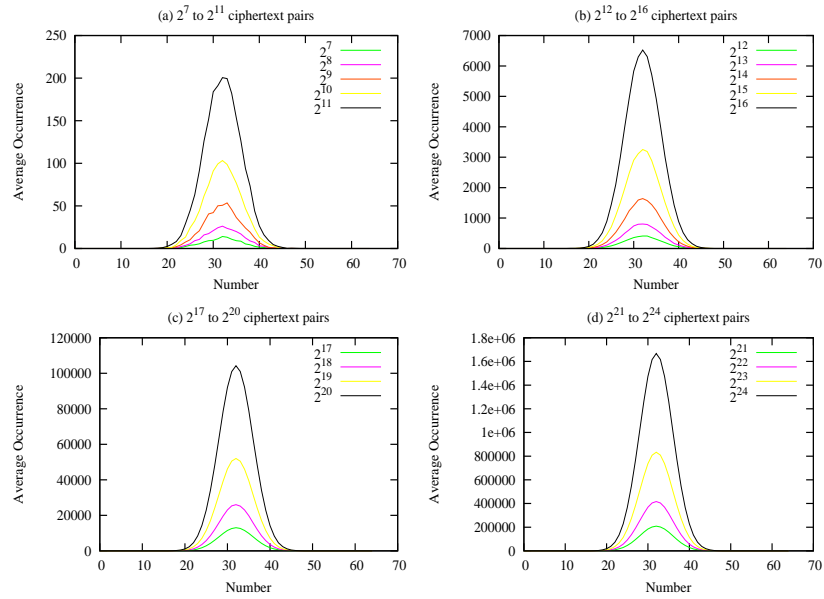 (a) 2^7 to 2^11 ciphertext pairs
250
200
150
100
50
0
0 10 20 30 40 50 60 70
Average Occurrence
Number
2^7
2^8
2^9
2^10
2^11
(b) 2^12 to 2^16 ciphertext pairs
7000
6000
5000
4000
3000
2000
1000
0
0 10 20 30 40 50 60 70
Average Occurrence
Number
2^12
2^13
2^14
2^15
2^16
(c) 2^17 to 2^20 ciphertext pairs
120000
100000
80000
60000
40000
20000
0
0 10 20 30 40 50 60 70
Average Occurrence
Number
2^17
2^18
2^19
2^20
(d) 2^21 to 2^24 ciphertext pairs
1.8e+06
1.6e+06
1.4e+06
1.2e+06
1e+06
800000
600000
400000
200000
0
0 10 20 30 40 50 60 70
Average Occurrence
Number
2^21
2^22
2^23
2^24